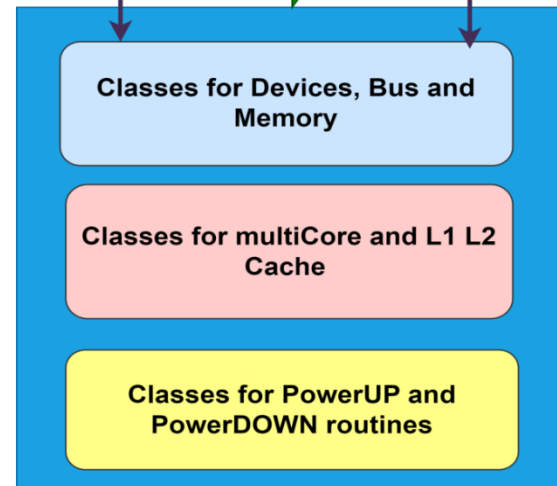 Classes for Devices, Bus and
Memory
Classes for multiCore and L1 L2
Cache
Classes for PowerUP and
PowerDOWN routines